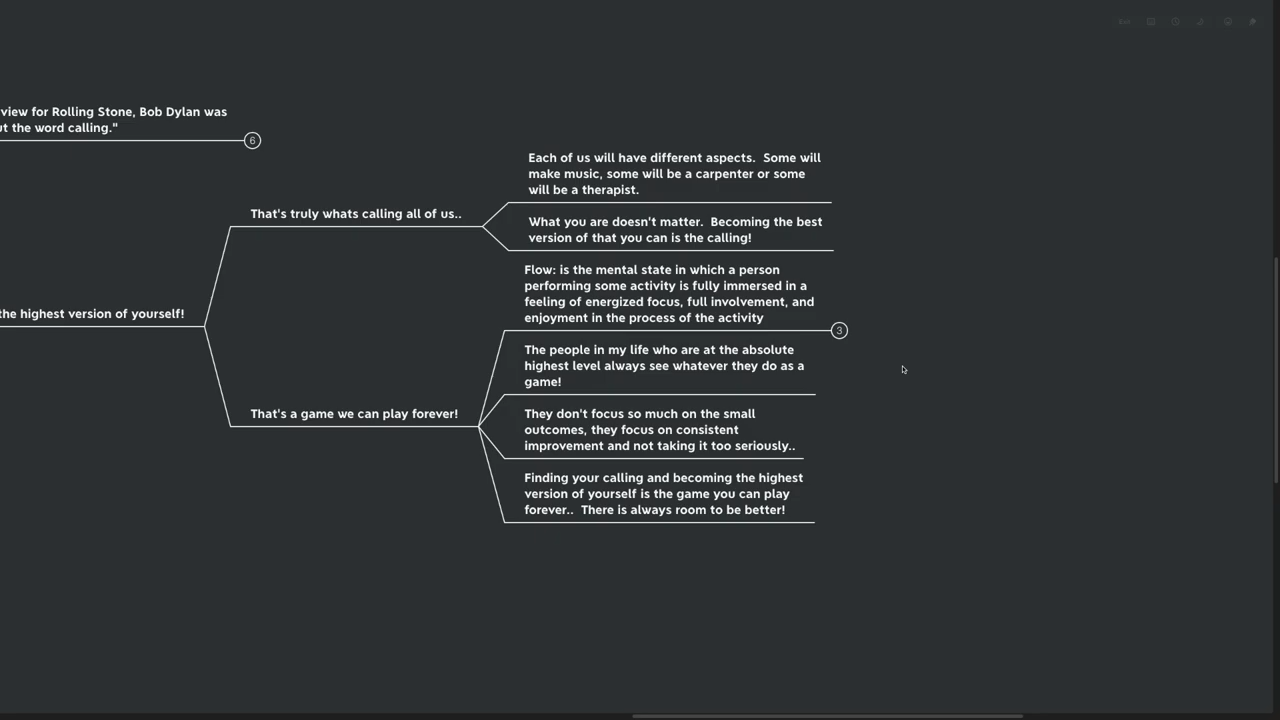 view for Rolling Stone, Bob Dylan was
ut the word calling."
6
Each of us will have different aspects.  Some will
make music, some will be a carpenter or some
will be a therapist.
That's truly whats calling all of us..
What you are doesn't matter.  Becoming the best
version of that you can is the calling!
Flow: is the mental state in which a person
performing some activity is fully immersed in a
feeling of energized focus, full involvement, and
enjoyment in the process of the activity
3
the highest version of yourself!
The people in my life who are at the absolute
highest level always see whatever they do as a
game!
That's a game we can play forever!
They don't focus so much on the small
outcomes, they focus on consistent
improvement and not taking it too seriously..
Finding your calling and becoming the highest
version of yourself is the game you can play
forever..  There is always room to be better!